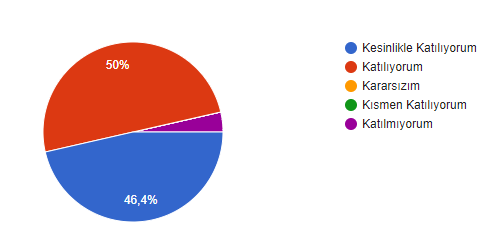 50%
46,4%
Kesinlikle Katılıyorum
Katılıyorum
Kararsızım
Kısmen Katılıyorum
Katılmıyorum